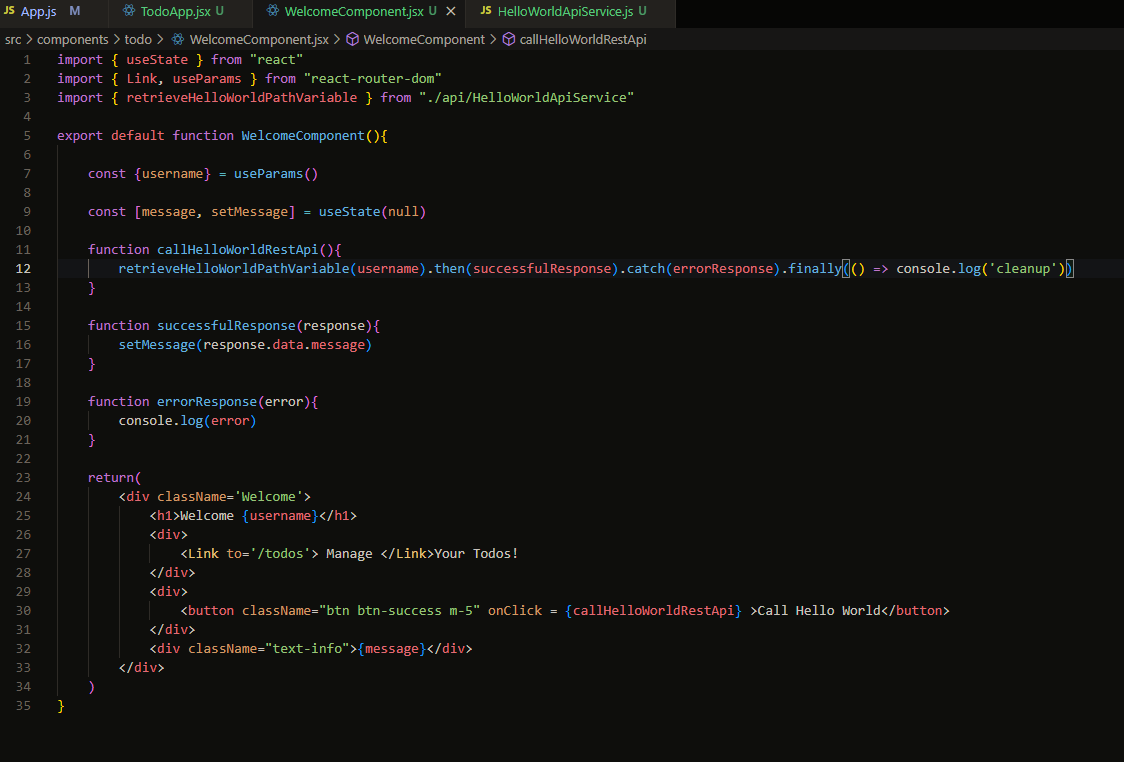 JS App.js M TodoApp.jsx U WelcomeComponent.jsx U JS HelloWorldApiService.js U
src > components > todo > WelcomeComponent.jsx > WelcomeComponent > callHelloWorldRestApi
1 import { useState } from "react"
2 import { Link, useParams } from "react-router-dom"
3 import { retrieveHelloWorldPathVariable } from "./api/HelloWorldApiService"
4
5 export default function WelcomeComponent(){
6
7 const {username} = useParams()
8
9 const [message, setMessage] = useState(null)
10
11 function callHelloWorldRestApi(){
12 retrieveHelloWorldPathVariable(username).then(successfulResponse).catch(errorResponse).finally(() => console.log('cleanup'))
13 }
14
15 function successfulResponse(response){
16 setMessage(response.data.message)
17 }
18
19 function errorResponse(error){
20 console.log(error)
21 }
22
23 return(
24 <div className='Welcome'>
25 <h1>Welcome {username}</h1>
26 <div>
27 <Link to='/todos'> Manage </Link>Your Todos!
28 </div>
29 <div>
30 <button className="btn btn-success m-5" onClick = {callHelloWorldRestApi} >Call Hello World</button>
31 </div>
32 <div className="text-info">{message}</div>
33 </div>
34 )
35 }